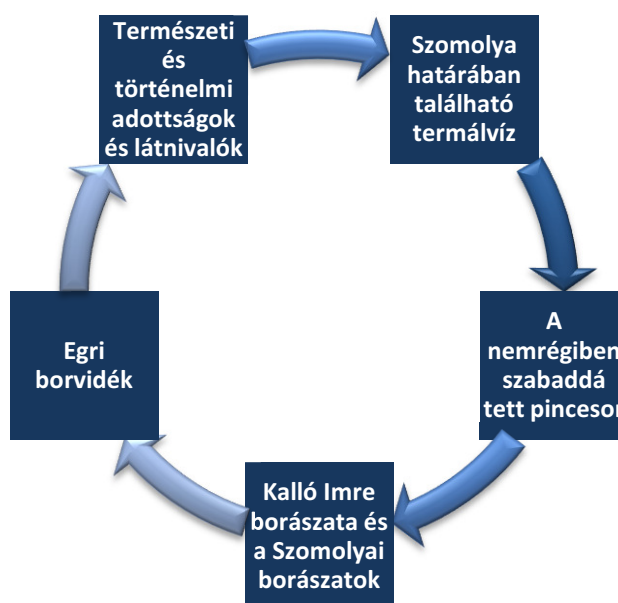 Természeti
és
történelmi
adottságok
és látnivalók
Szomolya
határában
található
termálvíz
A
nemrégiben
szabaddá
tett pincesor
Kalló Imre
borászata és
a Szomolyai
borászatok
Egri
borvidék